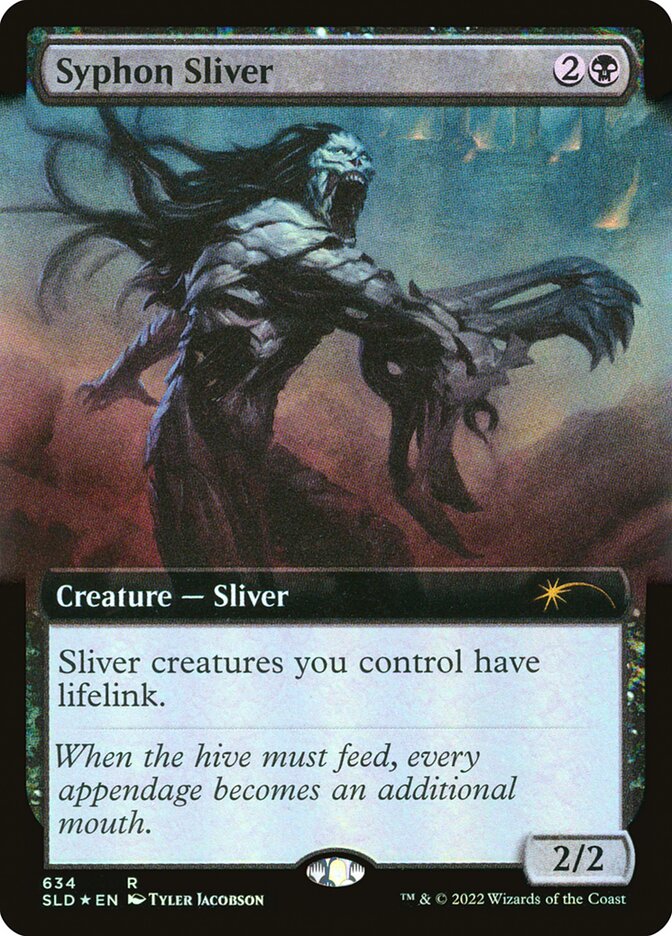 Syphon Sliver 2
Creature — Sliver
Sliver creatures you control have
lifelink.
When the hive must feed, every
appendage becomes an additional
mouth.
2/2
634 R
SLD★EN Tyler Jacobson
™ & © 2022 Wizards of the Coast